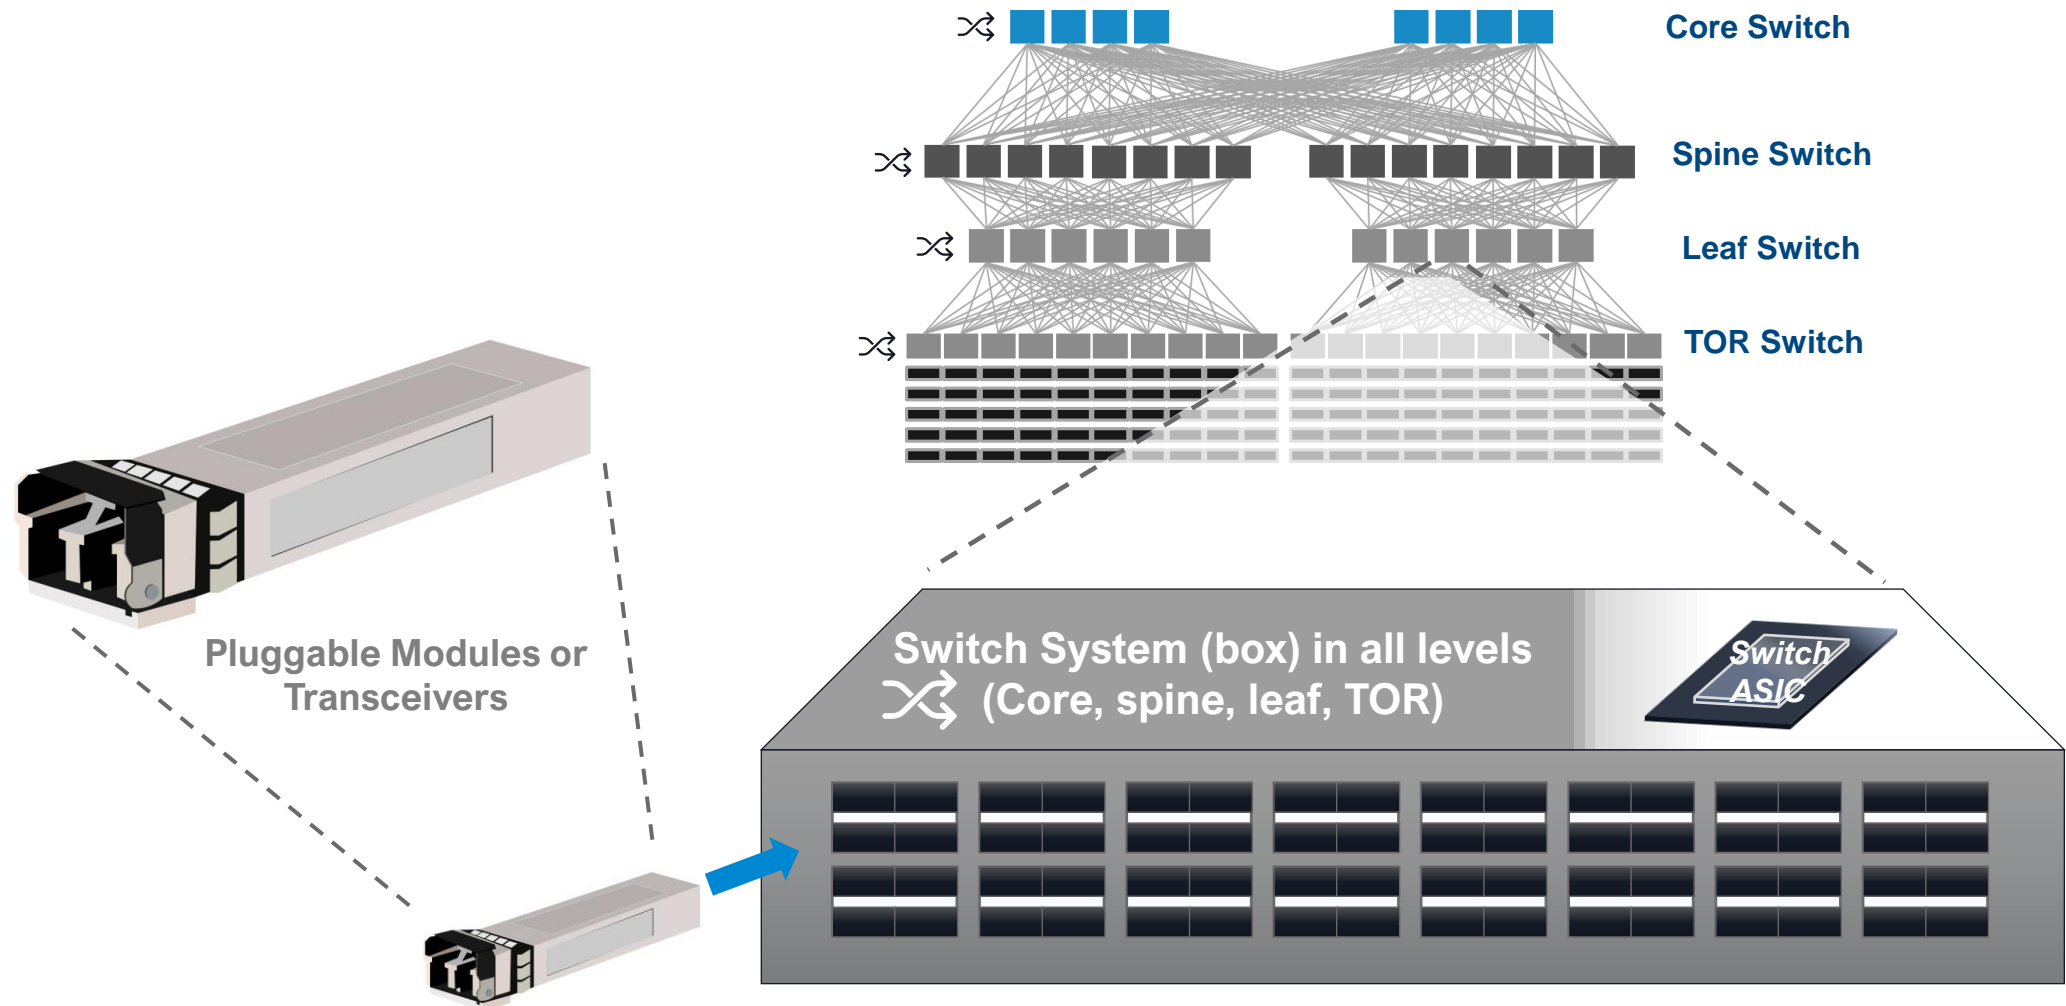 Core Switch
Spine Switch
Leaf Switch
TOR Switch
Pluggable Modules or
Transceivers
Switch System (box) in all levels
(Core, spine, leaf, TOR)
Switch
ASIC